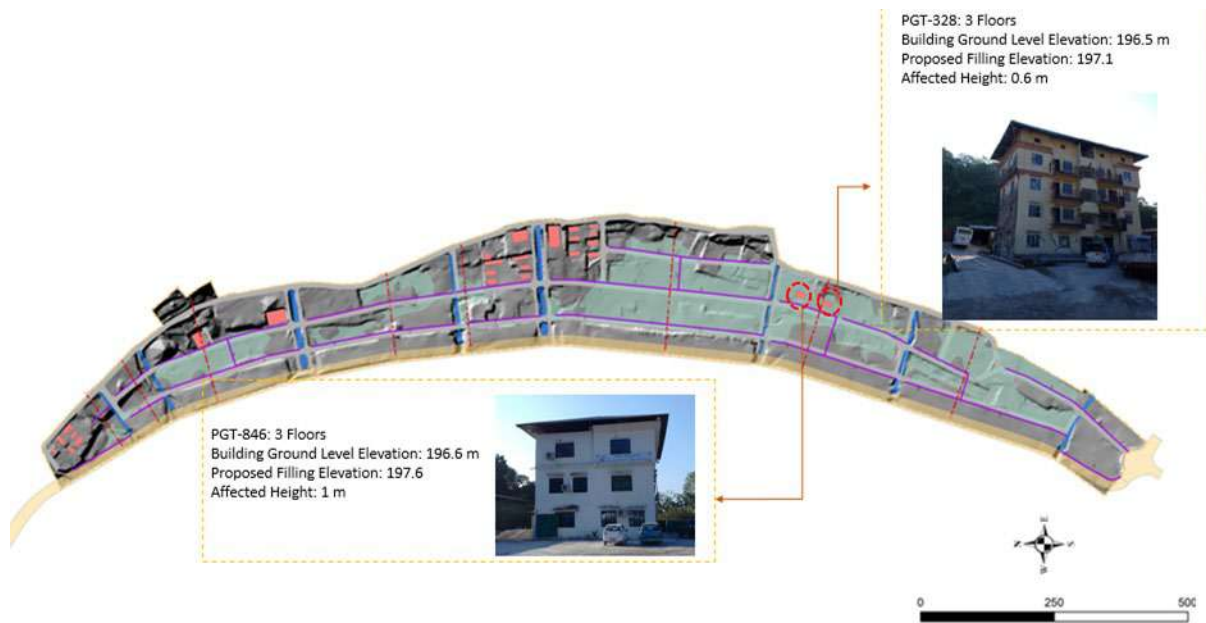 PGT-328: 3 Floors
Building Ground Level Elevation: 196.5 m
Proposed Filling Elevation: 197.1
Affected Height: 0.6 m
PGT-846: 3 Floors
Building Ground Level Elevation: 196.6 m
Proposed Filling Elevation: 197.6
Affected Height: 1 m
0 250 500